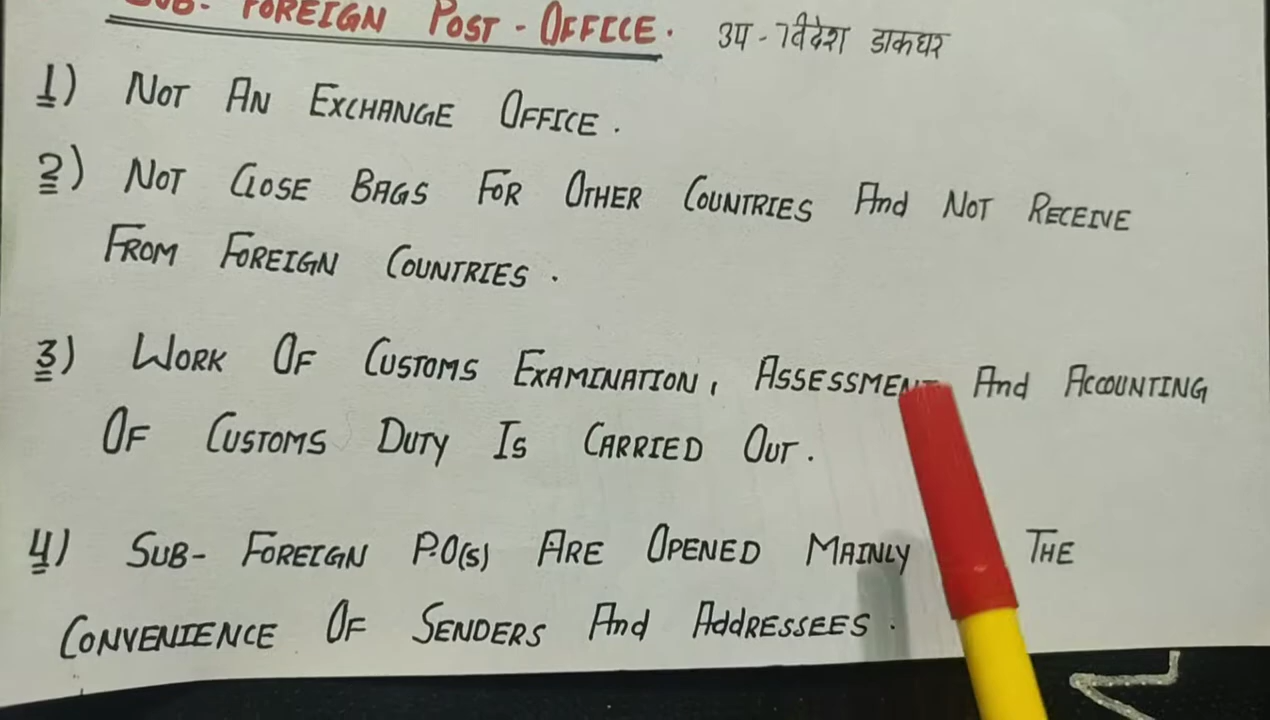 SUB- FOREIGN POST-OFFICE. उप-विदेश डाकघर
1) NOT AN EXCHANGE OFFICE.
2) NOT CLOSE BAGS FOR OTHER COUNTRIES And NOT RECEIVE
FROM FOREIGN COUNTRIES.
3) WORK OF CUSTOMS EXAMINATION, ASSESSMENT And ACCOUNTING
OF CUSTOMS DUTY IS CARRIED OUT.
4) SUB- FOREIGN P.O(S) ARE OPENED MAINLY THE
CONVENIENCE OF SENDERS And AddRESSEES.